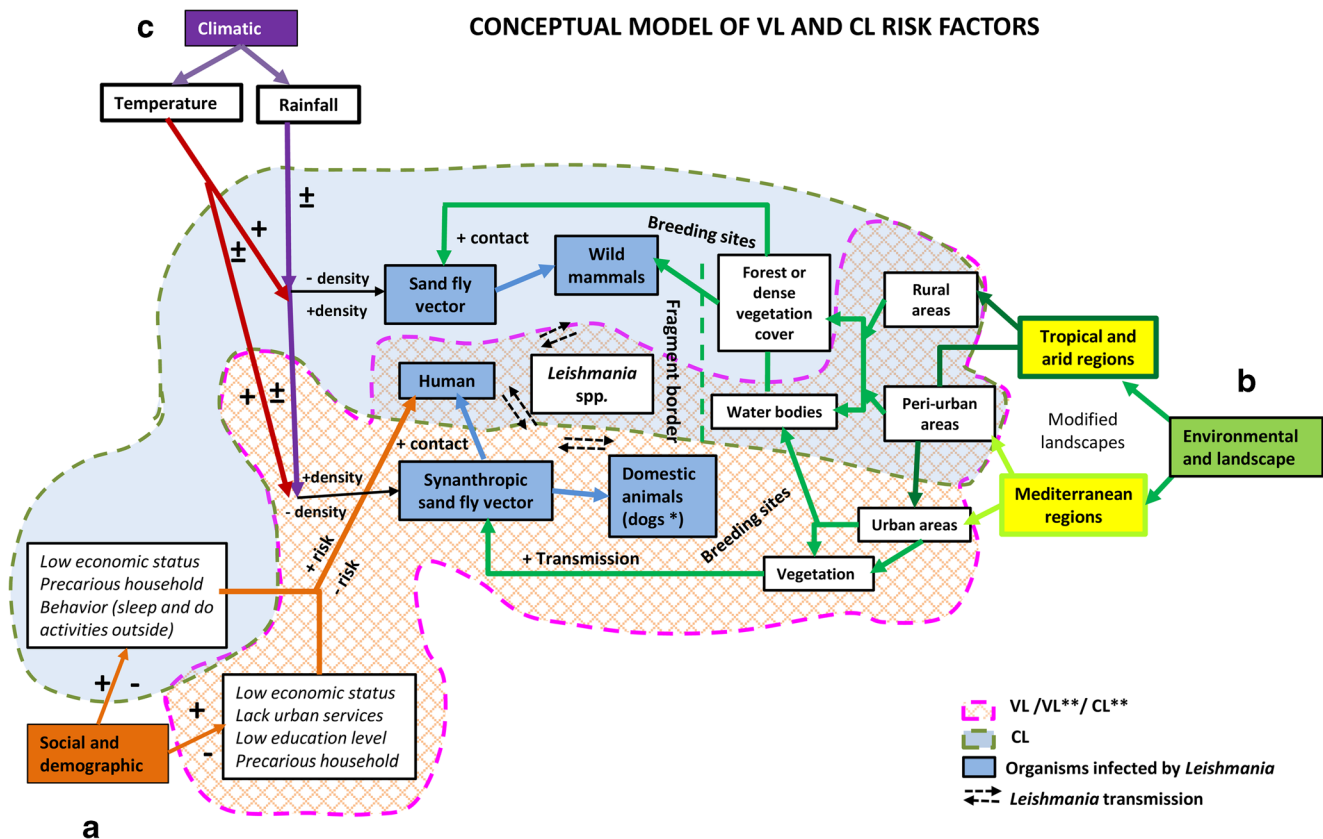 CONCEPTUAL MODEL OF VL AND CL RISK FACTORS
c
Climatic
Temperature
Rainfall
±
+
±
- density
+density
+ contact
Sand fly
vector
Wild
mammals
Breeding sites
Forest or
dense
vegetation
cover
Fragment border
Rural
areas
Tropical and
arid regions
b
Human
Leishmania
spp.
Water bodies
Peri-urban
areas
Modified
landscapes
Environmental
and landscape
+ ±
+ contact
+density
- density
Synanthropic
sand fly vector
Domestic
animals
(dogs *)
Mediterranean
regions
Urban areas
Breeding sites
+ Transmission
Vegetation
+ risk
- risk
Low economic status
Precarious household
Behavior (sleep and do
activities outside)
+ -
Social and
demographic
+
-
Low economic status
Lack urban services
Low education level
Precarious household
a
VL /VL**/ CL**
CL
Organisms infected by Leishmania
Leishmania transmission